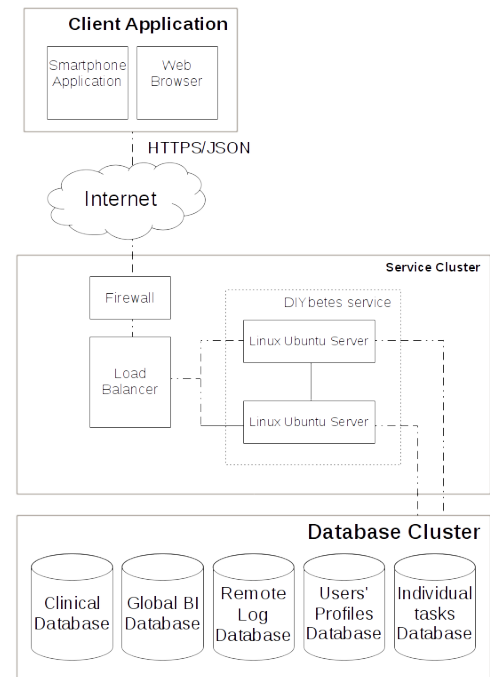 Client Application
Smartphone
Application
Web
Browser
HTTPS/JSON
Internet
Service Cluster
Firewall
DIYbetes service
Linux Ubuntu Server
Load
Balancer
Linux Ubuntu Server
Database Cluster
Clinical
Database
Global BI
Database
Remote
Log
Database
Users'
Profiles
Database
Individual
tasks
Database